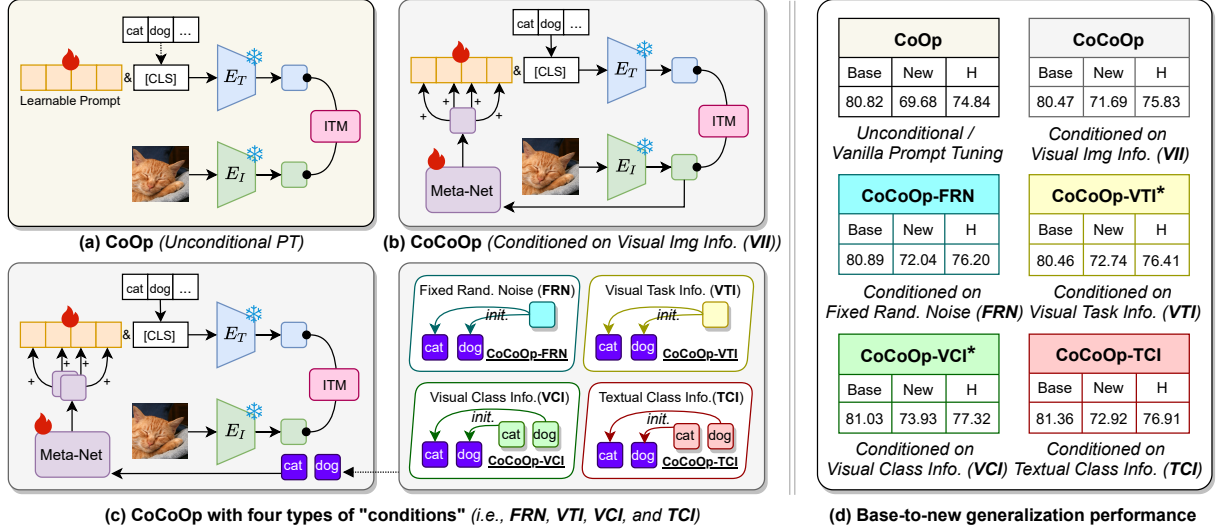 cat dog ...
Learnable Prompt
&
[CLS]
E_T
ITM
E_I
(a) CoOp (Unconditional PT)
cat dog ...
&
[CLS]
E_T
+ + + +
ITM
Meta-Net
E_I
(b) CoCoOp (Conditioned on Visual Img Info. (VII))
cat dog ...
&
[CLS]
E_T
+ + + +
ITM
Meta-Net
E_I
cat dog
Fixed Rand. Noise (FRN)
init.
cat dog
CoCoOp-FRN
Visual Task Info. (VTI)
init.
cat dog
CoCoOp-VTI
Visual Class Info.(VCI)
init.
cat dog
cat dog
CoCoOp-VCI
Textual Class Info.(TCI)
init.
cat dog
cat dog
CoCoOp-TCI
(c) CoCoOp with four types of "conditions" (i.e., FRN, VTI, VCI, and TCI)
CoOp
Base New H
80.82 69.68 74.84
Unconditional /
Vanilla Prompt Tuning
CoCoOp
Base New H
80.47 71.69 75.83
Conditioned on
Visual Img Info. (VII)
CoCoOp-FRN
Base New H
80.89 72.04 76.20
Conditioned on
Fixed Rand. Noise (FRN)
CoCoOp-VTI*
Base New H
80.46 72.74 76.41
Conditioned on
Visual Task Info. (VTI)
CoCoOp-VCI*
Base New H
81.03 73.93 77.32
Conditioned on
Visual Class Info. (VCI)
CoCoOp-TCI
Base New H
81.36 72.92 76.91
Conditioned on
Textual Class Info. (TCI)
(d) Base-to-new generalization performance